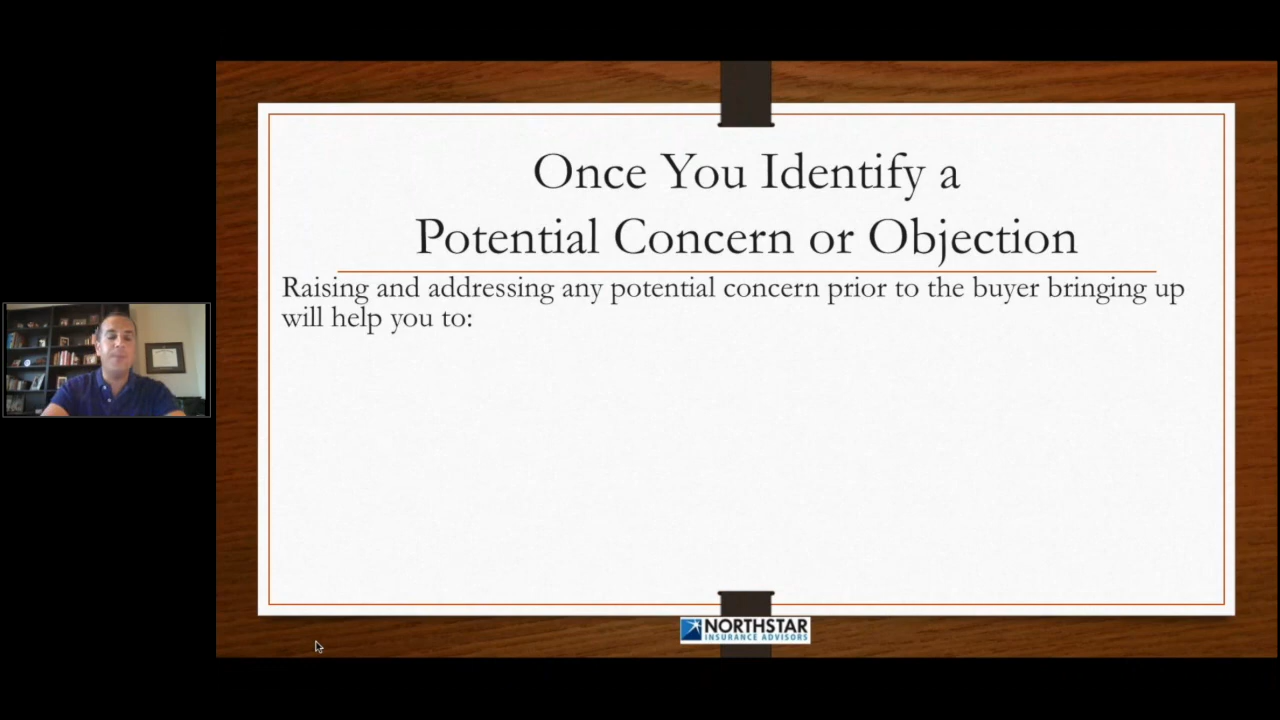 Once You Identify a
Potential Concern or Objection
Raising and addressing any potential concern prior to the buyer bringing up
will help you to:
NORTHSTAR
INSURANCE ADVISORS